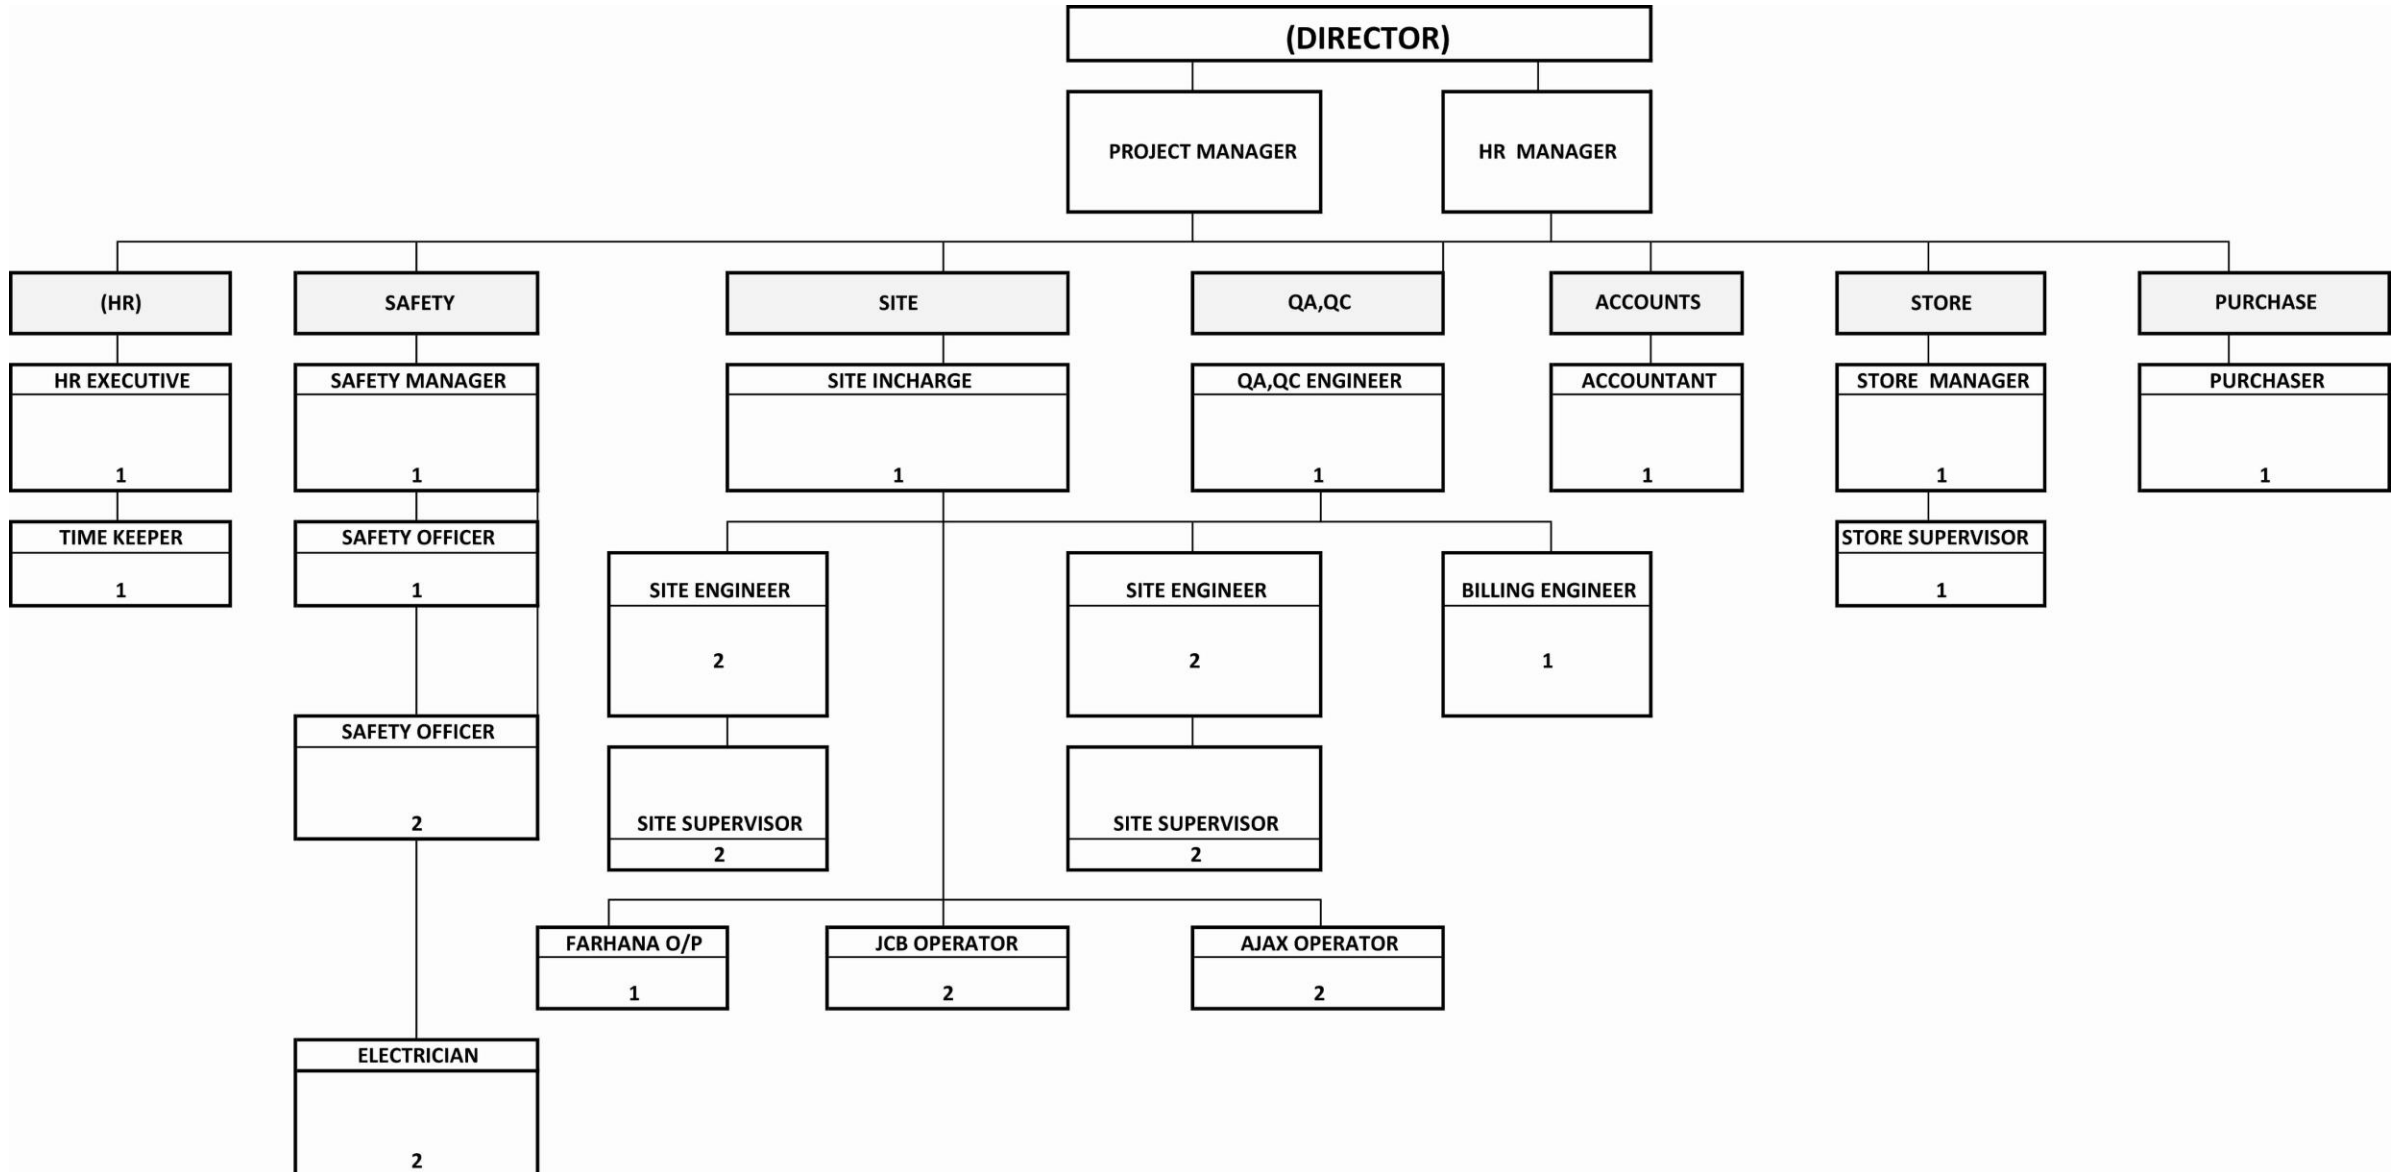 (DIRECTOR)
PROJECT MANAGER
HR  MANAGER
(HR)
SAFETY
SITE
QA,QC
ACCOUNTS
STORE
PURCHASE
HR EXECUTIVE
SAFETY MANAGER
SITE INCHARGE
QA,QC ENGINEER
ACCOUNTANT
STORE  MANAGER
PURCHASER
1
1
1
1
1
1
1
TIME KEEPER
SAFETY OFFICER
STORE SUPERVISOR
1
1
SITE ENGINEER
SITE ENGINEER
BILLING ENGINEER
1
2
2
1
SAFETY OFFICER
2
SITE SUPERVISOR
SITE SUPERVISOR
2
2
FARHANA O/P
JCB OPERATOR
AJAX OPERATOR
1
2
2
ELECTRICIAN
2